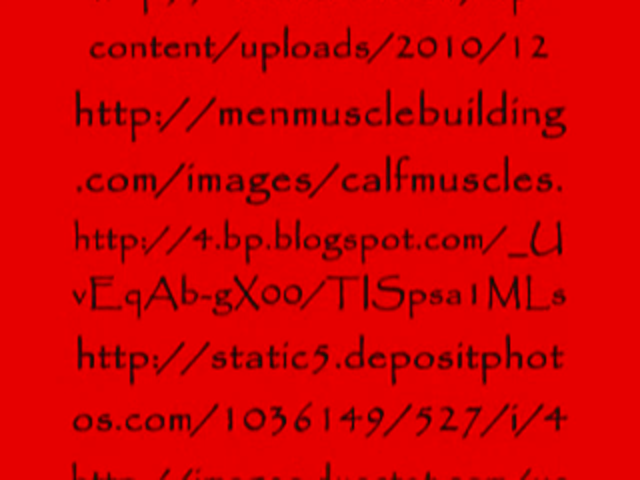 content/uploads/2010/12
http://menmusclebuilding
.com/images/calfmuscles.
http://4.bp.blogspot.com/_U
vEqAb-gX00/TISpsa1MLs
http://static5.depositphot
os.com/1036149/527/i/4